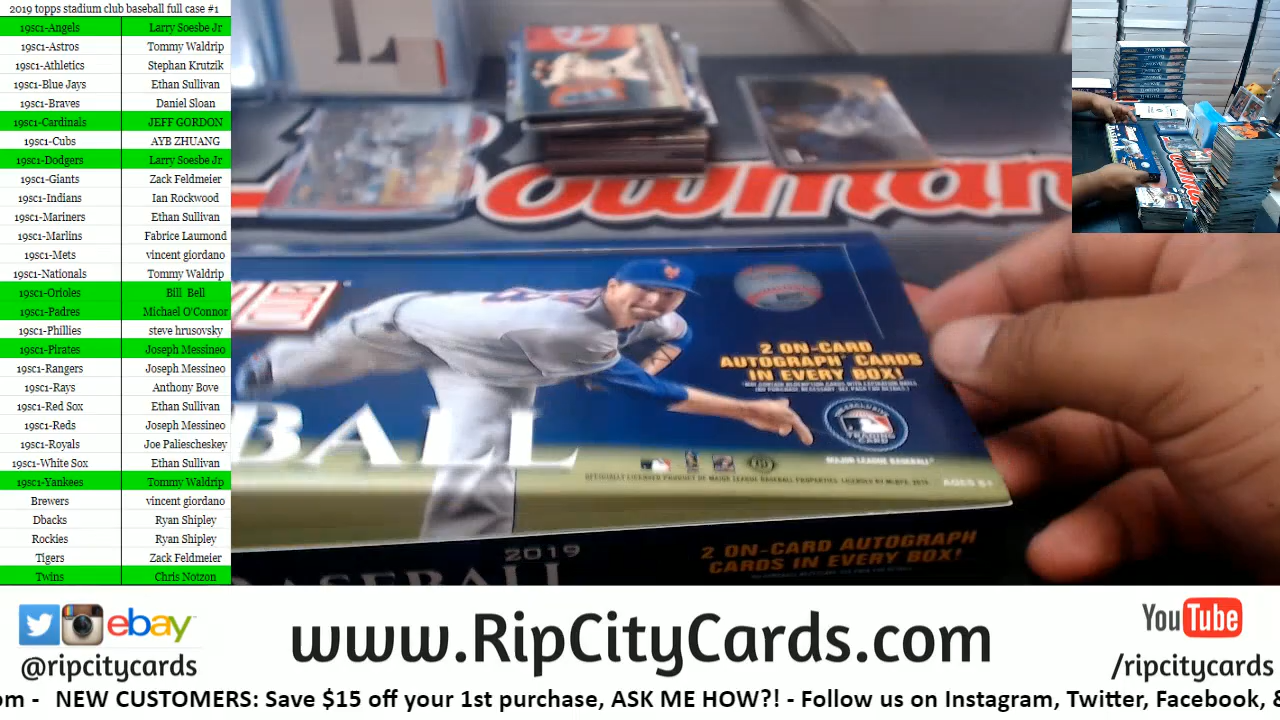 2019 topps stadium club baseball full case #1
19sc1-Angels Larry Soesbe Jr
19sc1-Astros Tommy Waldrip
19sc1-Athletics Stephan Krutzik
19sc1-Blue Jays Ethan Sullivan
19sc1-Braves Daniel Sloan
19sc1-Cardinals JEFF GORDON
19sc1-Cubs AYB ZHUANG
19sc1-Dodgers Larry Soesbe Jr
19sc1-Giants Zack Feldmeier
19sc1-Indians Ian Rockwood
19sc1-Mariners Ethan Sullivan
19sc1-Marlins Fabrice Laumond
19sc1-Mets vincent giordano
19sc1-Nationals Tommy Waldrip
19sc1-Orioles Bill Bell
19sc1-Padres Michael O'Connor
19sc1-Phillies steve hrusovsky
19sc1-Pirates Joseph Messineo
19sc1-Rangers Joseph Messineo
19sc1-Rays Anthony Bove
19sc1-Red Sox Ethan Sullivan
19sc1-Reds Joseph Messineo
19sc1-Royals Joe Paliescheskey
19sc1-White Sox Ethan Sullivan
19sc1-Yankees Tommy Waldrip
Brewers vincent giordano
Dbacks Ryan Shipley
Rockies Ryan Shipley
Tigers Zack Feldmeier
Twins Chris Notzon
owman
2 ON-CARD
AUTOGRAPH* CARDS
IN EVERY BOX!
BALL
TRADING
CARD
MAJOR LEAGUE BASEBALL
AGES 6+
2019
BASEBALL
2 ON-CARD AUTOGRAPH
CARDS IN EVERY BOX!
ebay
@ripcitycards
www.RipCityCards.com
YouTube
/ripcitycards
om - NEW CUSTOMERS: Save $15 off your 1st purchase, ASK ME HOW?! - Follow us on Instagram, Twitter, Facebook, &